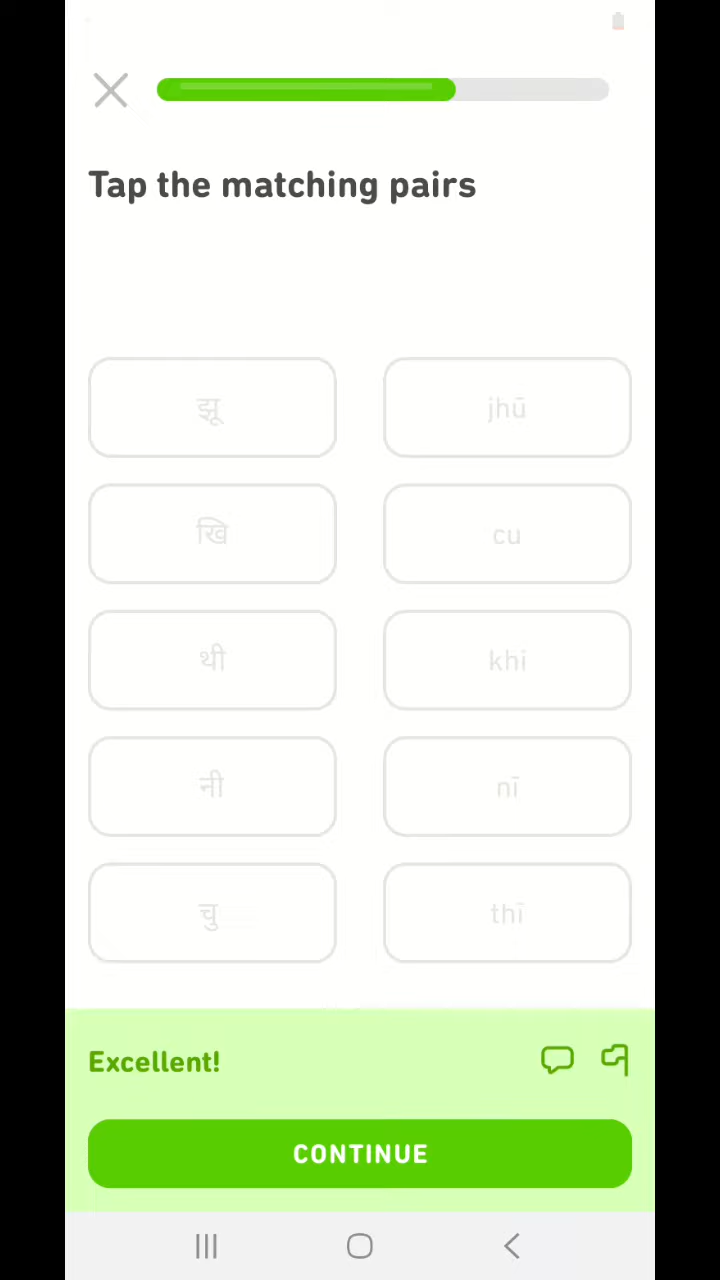 Tap the matching pairs
झू jhū
खि cu
थी khi
नी nī
चु thī
Excellent!
CONTINUE